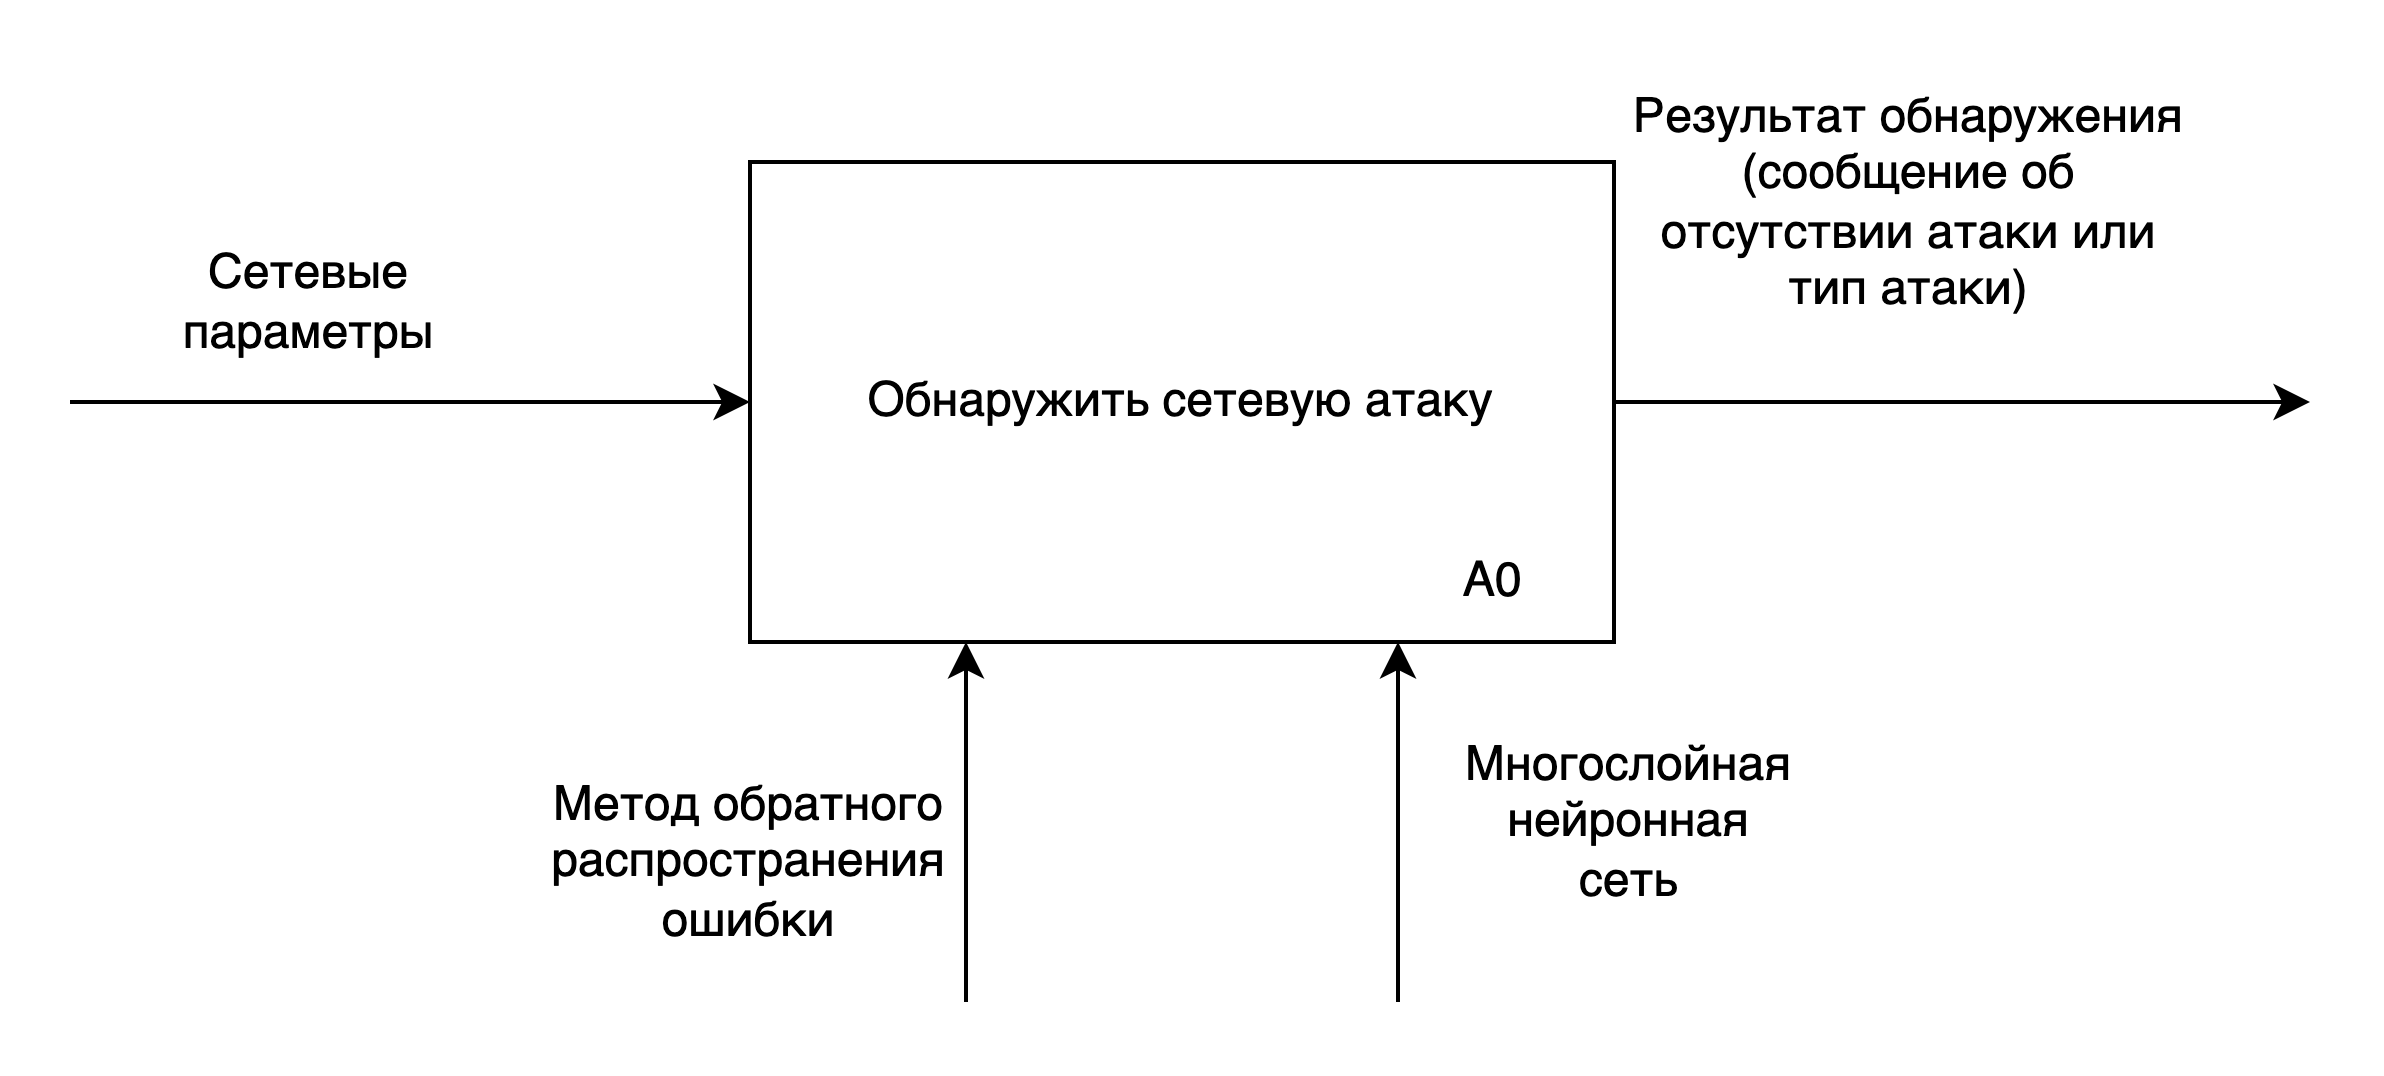 Сетевые
параметры
Обнаружить сетевую атаку
A0
Результат обнаружения
(сообщение об
отсутствии атаки или
тип атаки)
Метод обратного
распространения
ошибки
Многослойная
нейронная
сеть